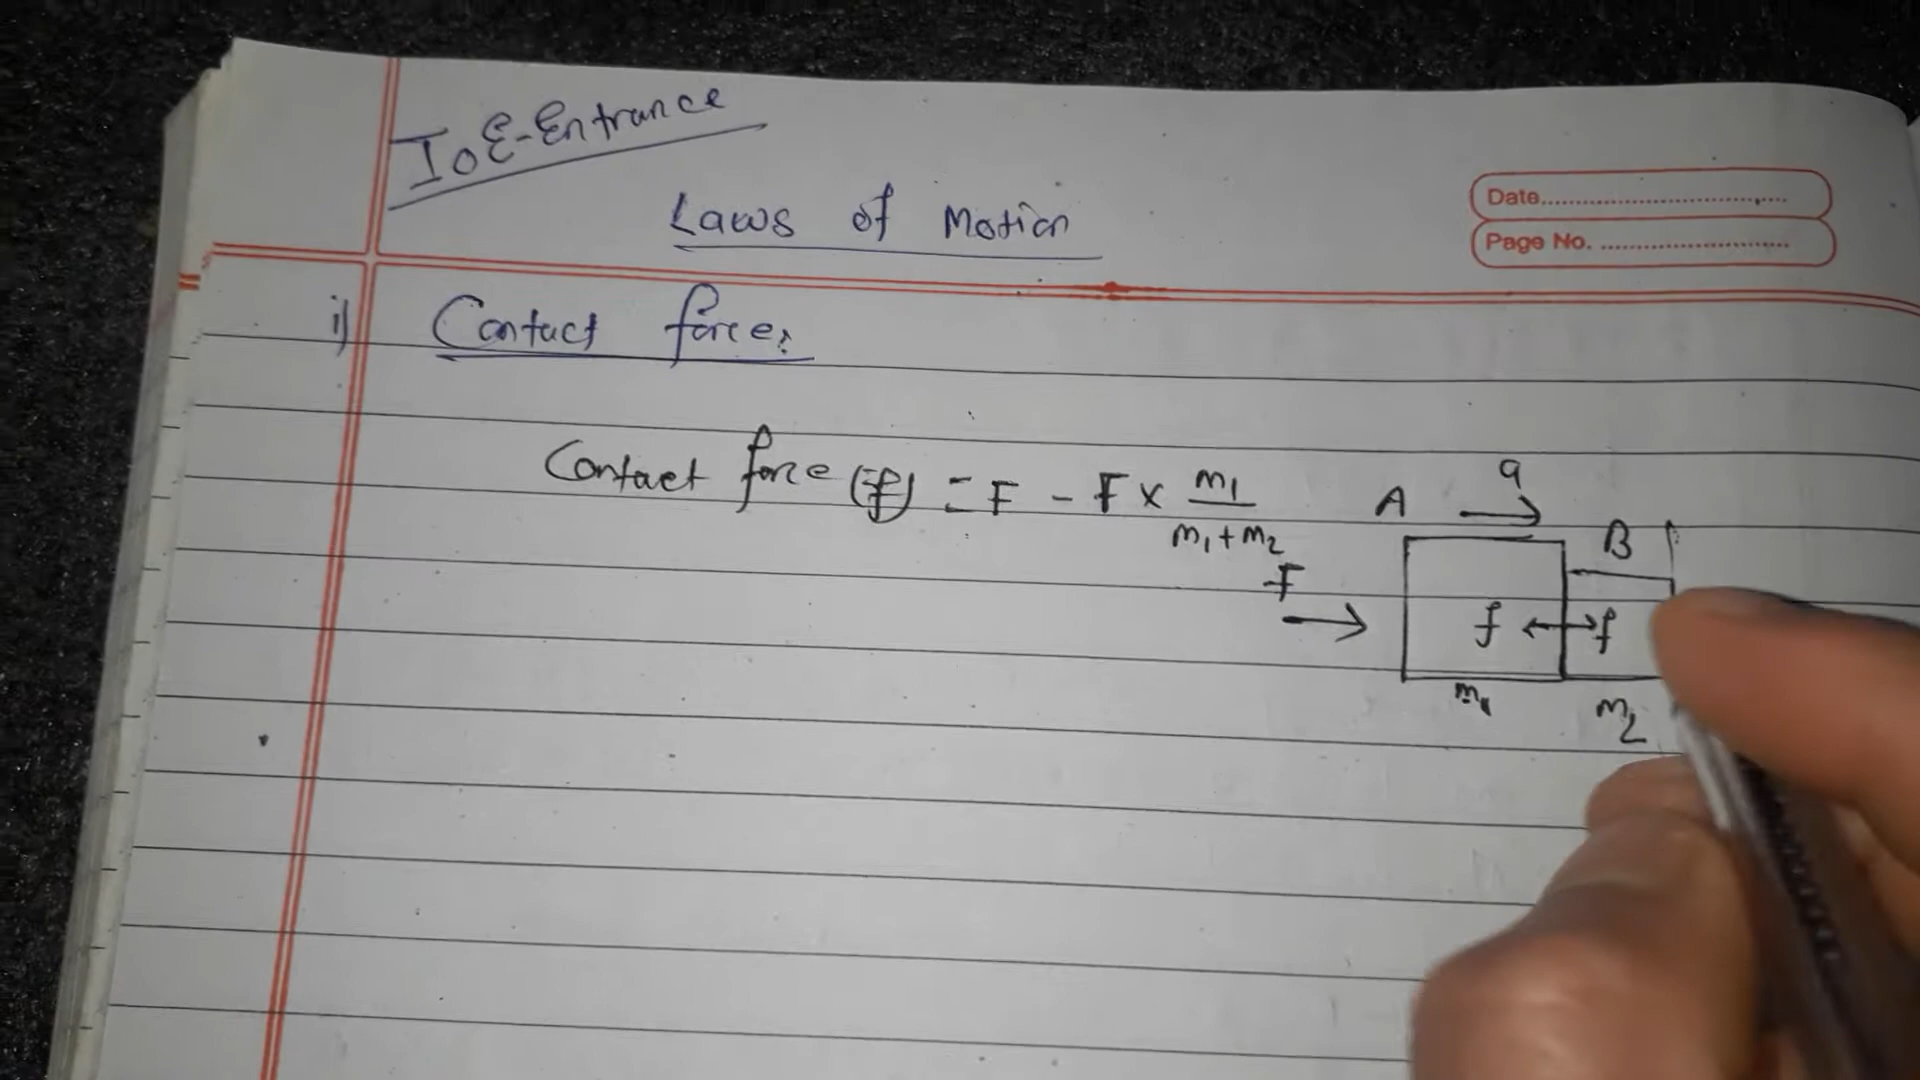 IoE-Entrance
Laws of Motion
Date
Page No.
i) Contact force:
Contact force (f) = F - F × m₁/(m₁+m₂)
A
a
B
F
f f
m₁
m₂